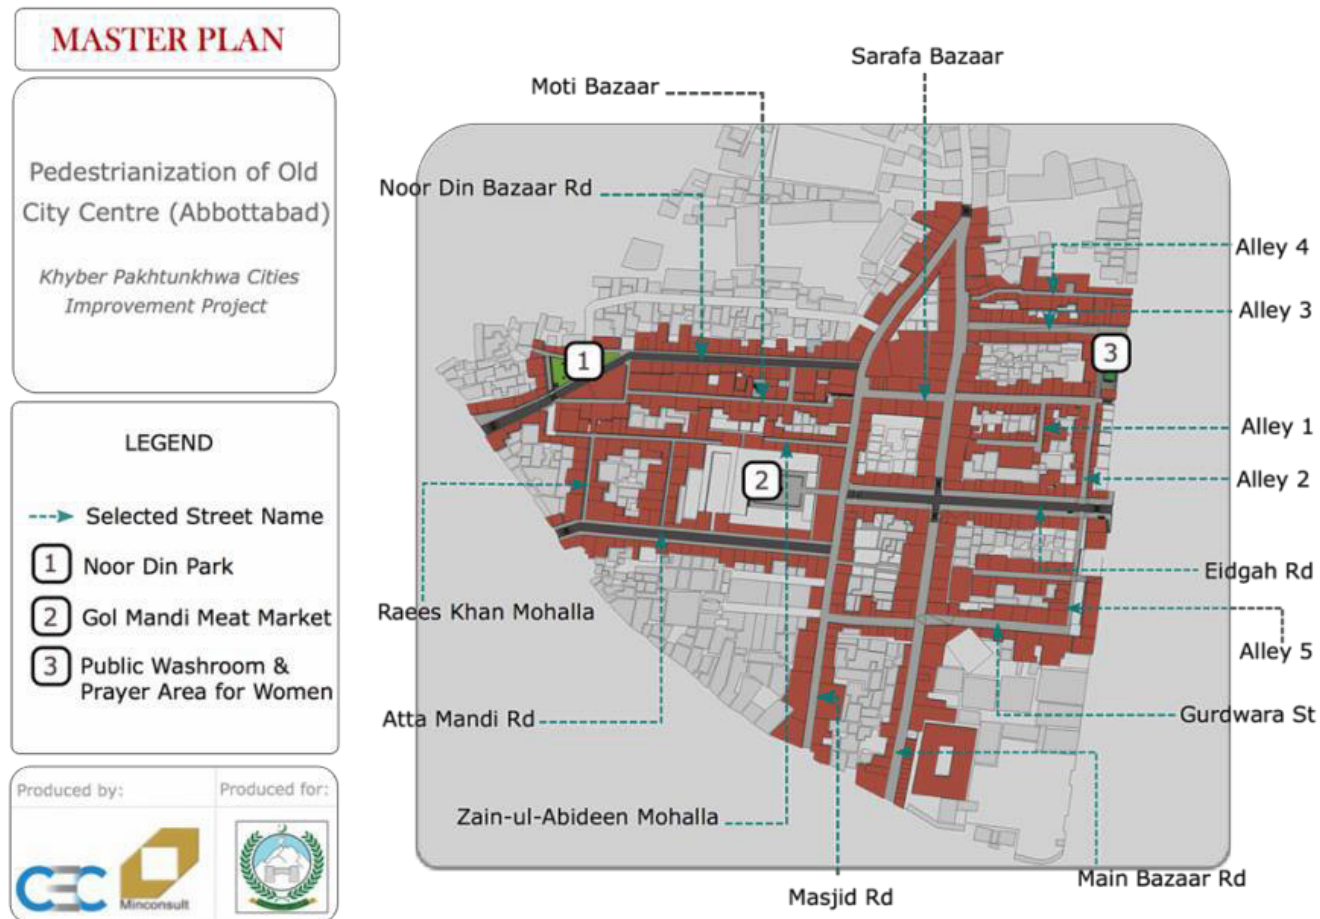 MASTER PLAN
Pedestrianization of Old
City Centre (Abbottabad)
Khyber Pakhtunkhwa Cities
Improvement Project
LEGEND
Selected Street Name
1 Noor Din Park
2 Gol Mandi Meat Market
3 Public Washroom &
Prayer Area for Women
Produced by:
Produced for:
CEC
Minconsult
Sarafa Bazaar
Moti Bazaar
Noor Din Bazaar Rd
Alley 4
Alley 3
1
3
Alley 1
2
Alley 2
Eidgah Rd
Raees Khan Mohalla
Alley 5
Atta Mandi Rd
Gurdwara St
Zain-ul-Abideen Mohalla
Main Bazaar Rd
Masjid Rd